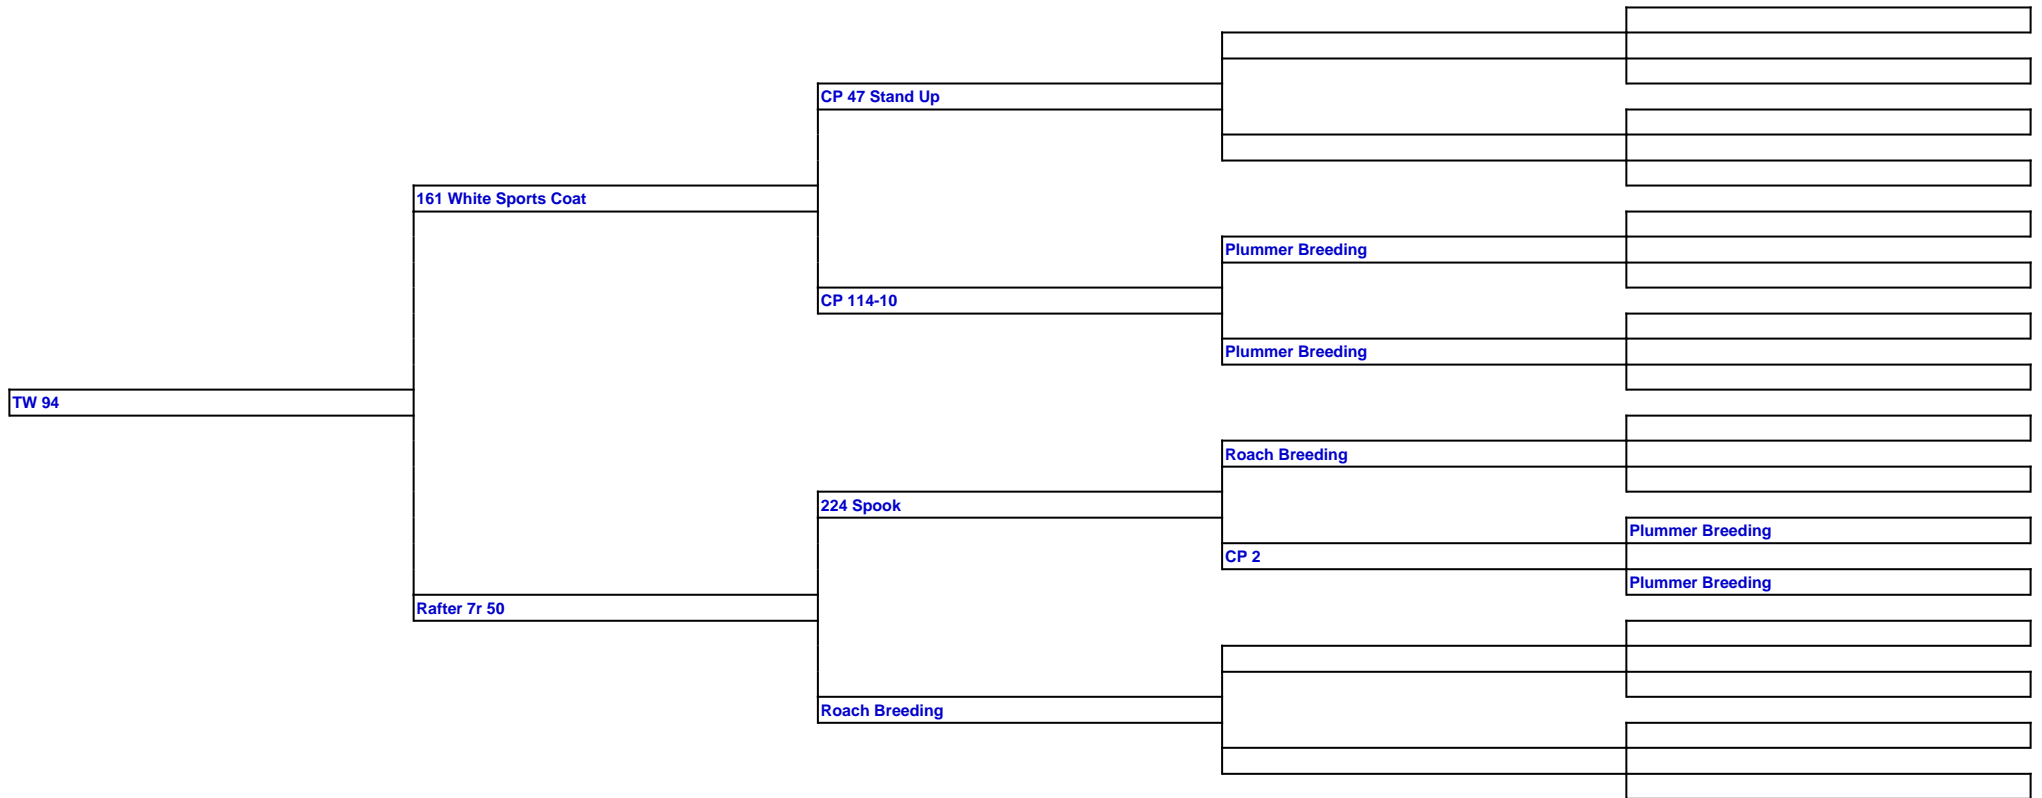 CP 47 Stand Up
161 White Sports Coat
Plummer Breeding
CP 114-10
Plummer Breeding
TW 94
Roach Breeding
224 Spook
Plummer Breeding
CP 2
Plummer Breeding
Rafter 7r 50
Roach Breeding